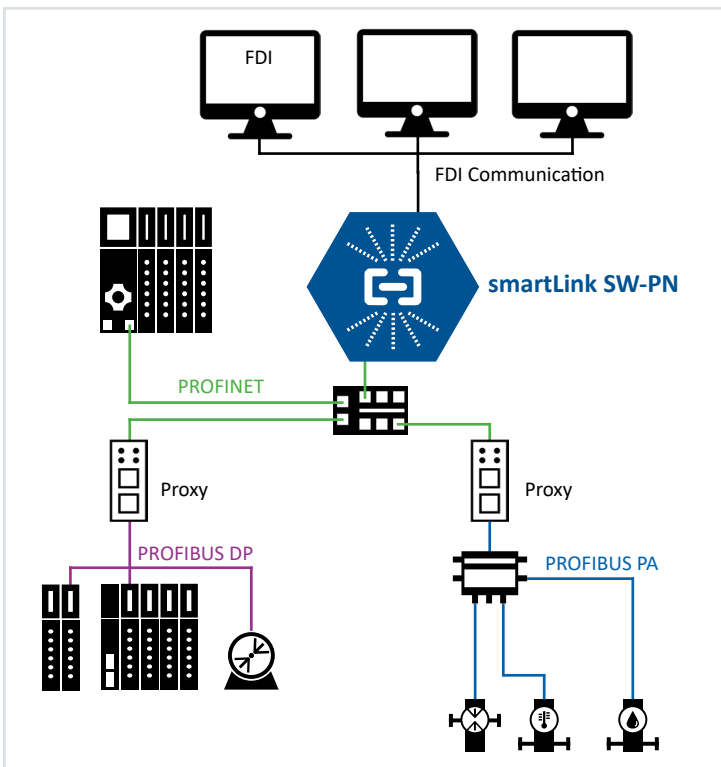 FDI
FDI Communication
smartLink SW-PN
PROFINET
Proxy
Proxy
PROFIBUS DP
PROFIBUS PA